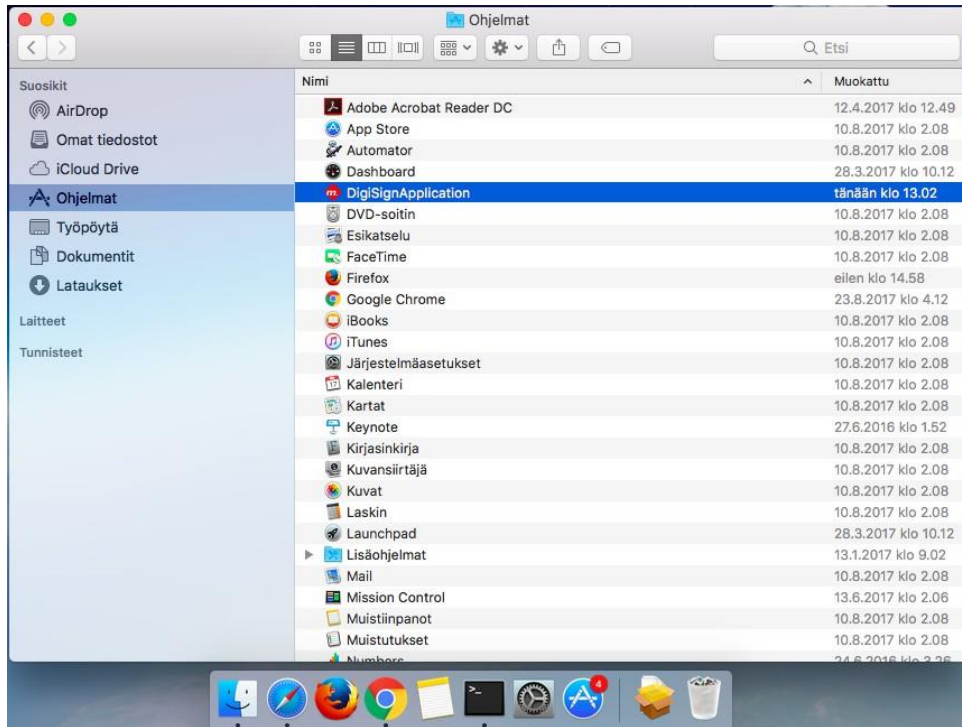 Ohjelmat
Etsi
Suosikit
AirDrop
Omat tiedostot
iCloud Drive
Ohjelmat
Työpöytä
Dokumentit
Lataukset
Laitteet
Tunnisteet
Nimi Muokattu
Adobe Acrobat Reader DC 12.4.2017 klo 12.49
App Store 10.8.2017 klo 2.08
Automator 10.8.2017 klo 2.08
Dashboard 28.3.2017 klo 10.12
DigiSignApplication tänään klo 13.02
DVD-soitin 10.8.2017 klo 2.08
Esikatselu 10.8.2017 klo 2.08
FaceTime 10.8.2017 klo 2.08
Firefox eilen klo 14.58
Google Chrome 23.8.2017 klo 4.12
iBooks 10.8.2017 klo 2.08
iTunes 10.8.2017 klo 2.08
Järjestelmäasetukset 10.8.2017 klo 2.08
Kalenteri 10.8.2017 klo 2.08
Kartat 10.8.2017 klo 2.08
Keynote 27.6.2016 klo 1.52
Kirjasinkirja 10.8.2017 klo 2.08
Kuvansiirtäjä 10.8.2017 klo 2.08
Kuvat 10.8.2017 klo 2.08
Laskin 10.8.2017 klo 2.08
Launchpad 28.3.2017 klo 10.12
Lisäohjelmat 13.1.2017 klo 9.02
Mail 10.8.2017 klo 2.08
Mission Control 13.6.2017 klo 2.06
Muistiinpanot 10.8.2017 klo 2.08
Muistutukset 10.8.2017 klo 2.08
Numbers 24.6.2016 klo 3.26
4